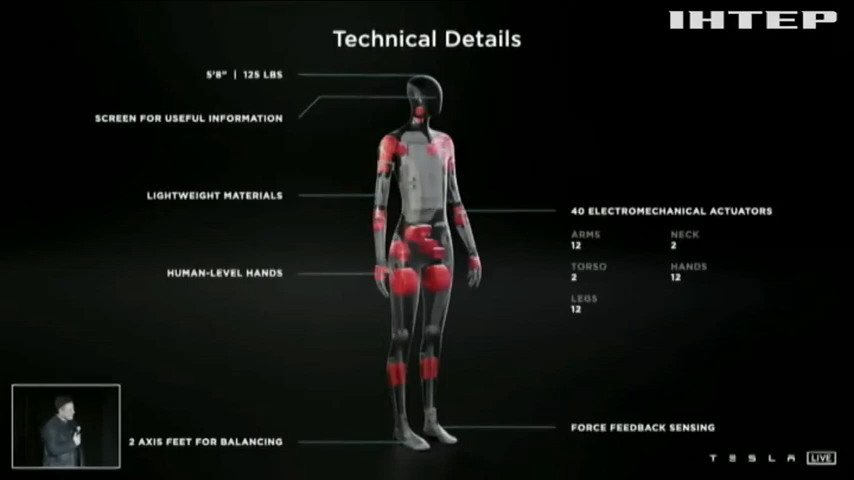 ІНТЕР
Technical Details
5'8" | 125 LBS
SCREEN FOR USEFUL INFORMATION
LIGHTWEIGHT MATERIALS
HUMAN-LEVEL HANDS
2 AXIS FEET FOR BALANCING
40 ELECTROMECHANICAL ACTUATORS
ARMS
12
NECK
2
TORSO
2
HANDS
12
LEGS
12
FORCE FEEDBACK SENSING
TESLA LIVE